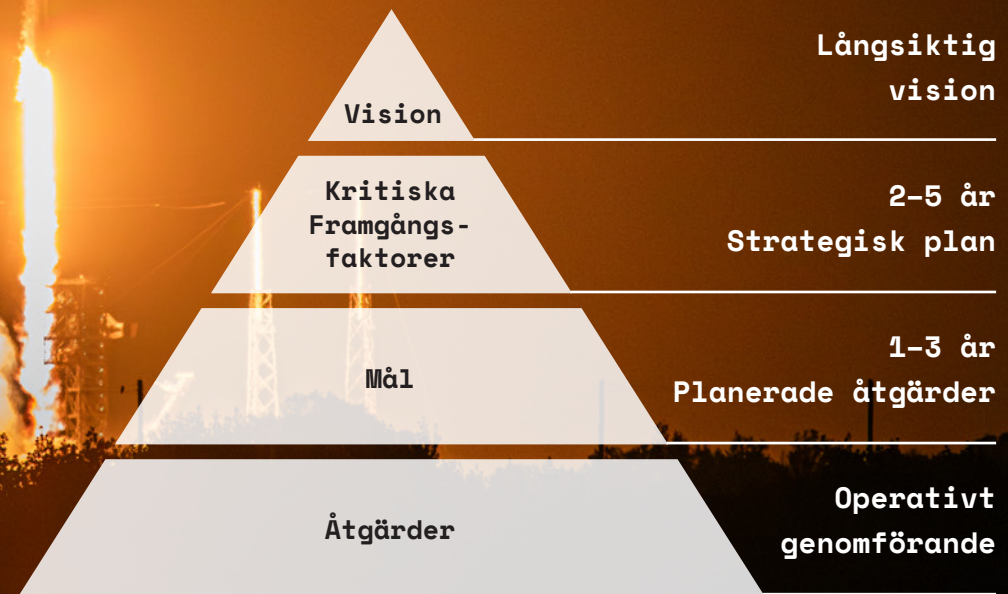 Vision
Långsiktig
vision
Kritiska
Framgångs-
faktorer
2–5 år
Strategisk plan
Mål
1–3 år
Planerade åtgärder
Åtgärder
Operativt
genomförande